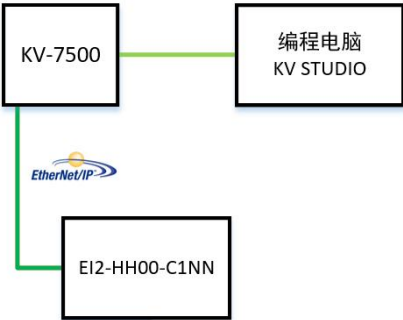 KV-7500
编程电脑
KV STUDIO
EtherNet/IP
EI2-HH00-C1NN